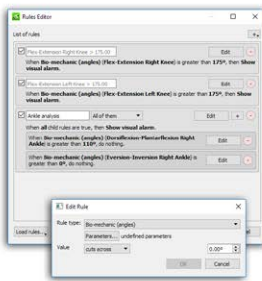 Rules Editor
List of rules
Flex-Extension Right Knee > 175.00
Edit
When Bio-mechanic (angles) (Flex-Extension Right Knee) is greater than 175º, then Show
visual alarm.
Flex-Extension Left Knee > 175.00
Edit
When Bio-mechanic (angles) (Flex-Extension Left Knee) is greater than 175º, then Show
visual alarm.
Ankle analysis
All of them
Edit
+
When all child rules are true, then Show visual alarm.
When Bio-mechanic (angles) (Dorsiflexion-Plantarflexion Right
Ankle) is greater than 110º, do nothing.
Edit
When Bio-mechanic (angles) (Eversion-Inversion Right Ankle) is
greater than 0º, do nothing.
Edit
Load rules...
Edit Rule
Rule type:
Bio-mechanic (angles)
Parameters...
undefined parameters
Value
cuts across
0.00º
OK
Cancel